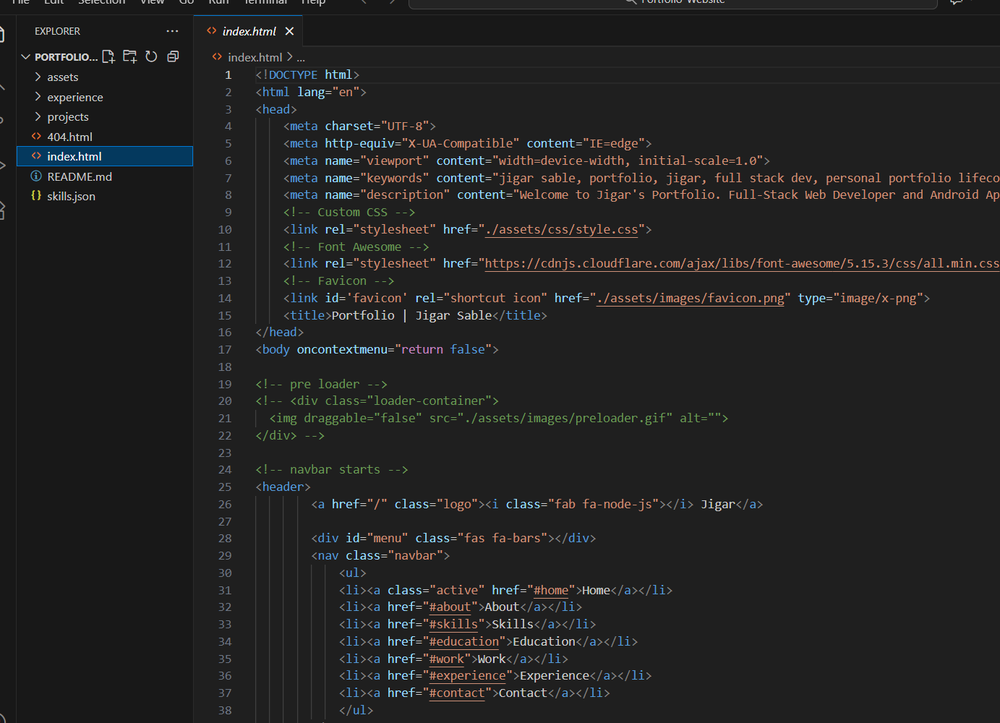 File Edit Selection View Go Run Terminal Help
Portfolio-Website
EXPLORER
PORTFOLIO...
assets
experience
projects
404.html
index.html
README.md
skills.json
index.html
index.html > ...
1 <!DOCTYPE html>
2 <html lang="en">
3 <head>
4 <meta charset="UTF-8">
5 <meta http-equiv="X-UA-Compatible" content="IE=edge">
6 <meta name="viewport" content="width=device-width, initial-scale=1.0">
7 <meta name="keywords" content="jigar sable, portfolio, jigar, full stack dev, personal portfolio lifeco
8 <meta name="description" content="Welcome to Jigar's Portfolio. Full-Stack Web Developer and Android Ap
9 <!-- Custom CSS -->
10 <link rel="stylesheet" href="./assets/css/style.css">
11 <!-- Font Awesome -->
12 <link rel="stylesheet" href="https://cdnjs.cloudflare.com/ajax/libs/font-awesome/5.15.3/css/all.min.css
13 <!-- Favicon -->
14 <link id='favicon' rel="shortcut icon" href="./assets/images/favicon.png" type="image/x-png">
15 <title>Portfolio | Jigar Sable</title>
16 </head>
17 <body oncontextmenu="return false">
18
19 <!-- pre loader -->
20 <!-- <div class="loader-container">
21 <img draggable="false" src="./assets/images/preloader.gif" alt="">
22 </div> -->
23
24 <!-- navbar starts -->
25 <header>
26 <a href="/" class="logo"><i class="fab fa-node-js"></i> Jigar</a>
27
28 <div id="menu" class="fas fa-bars"></div>
29 <nav class="navbar">
30 <ul>
31 <li><a class="active" href="#home">Home</a></li>
32 <li><a href="#about">About</a></li>
33 <li><a href="#skills">Skills</a></li>
34 <li><a href="#education">Education</a></li>
35 <li><a href="#work">Work</a></li>
36 <li><a href="#experience">Experience</a></li>
37 <li><a href="#contact">Contact</a></li>
38 </ul>